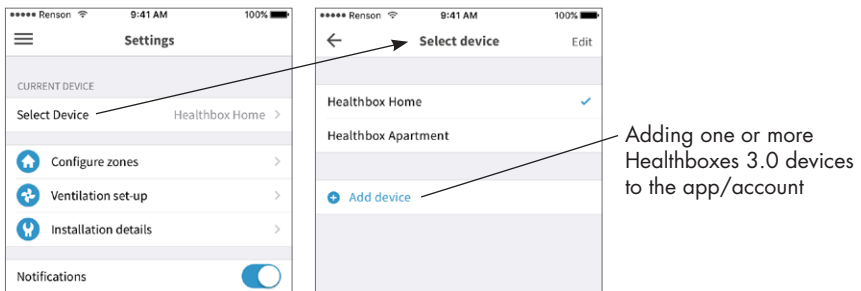 Renson 9:41 AM 100%
Settings
CURRENT DEVICE
Select Device Healthbox Home
Configure zones
Ventilation set-up
Installation details
Notifications
Renson 9:41 AM 100%
Select device Edit
Healthbox Home
Healthbox Apartment
Add device
Adding one or more
Healthboxes 3.0 devices
to the app/account